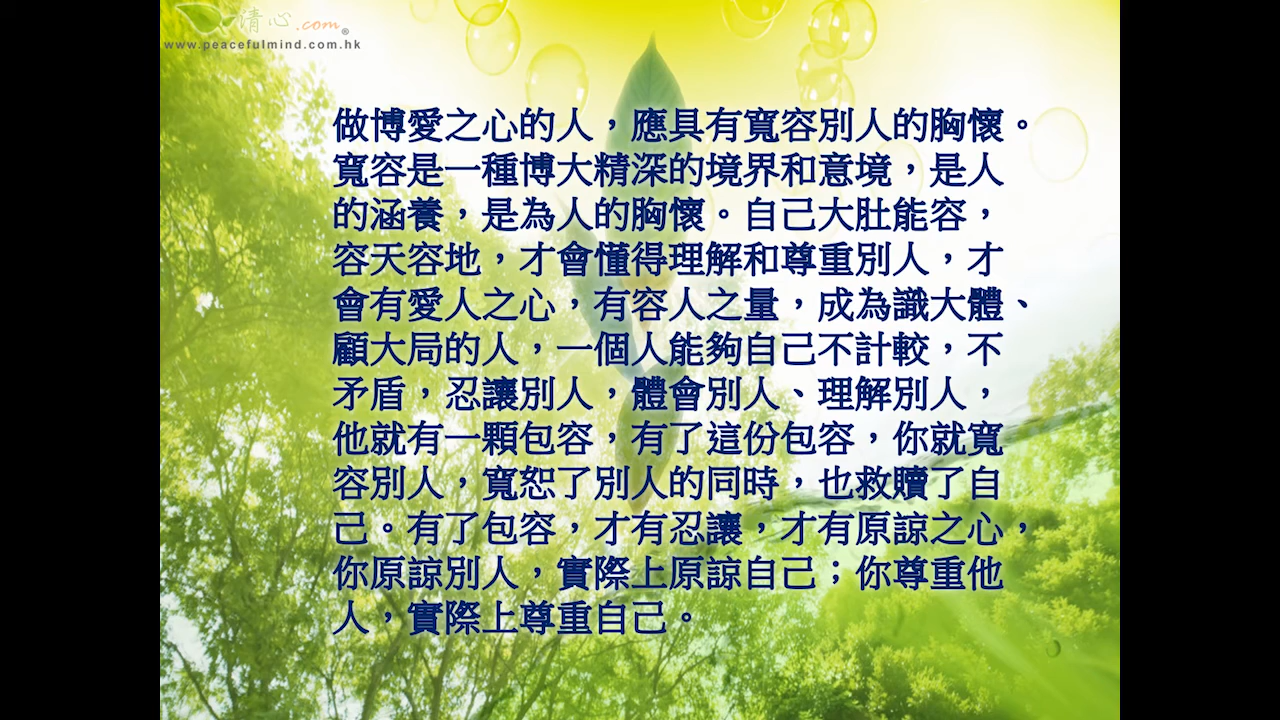 清心.com®
www.peacefulmind.com.hk
做博愛之心的人，應具有寬容別人的胸懷。
寬容是一種博大精深的境界和意境，是人
的涵養，是為人的胸懷。自己大肚能容，
容天容地，才會懂得理解和尊重別人，才
會有愛人之心，有容人之量，成為識大體、
顧大局的人，一個人能夠自己不計較，不
矛盾，忍讓別人，體會別人、理解別人，
他就有一顆包容，有了這份包容，你就寬
容別人，寬恕了別人的同時，也救贖了自
己。有了包容，才有忍讓，才有原諒之心，
你原諒別人，實際上原諒自己；你尊重他
人，實際上尊重自己。